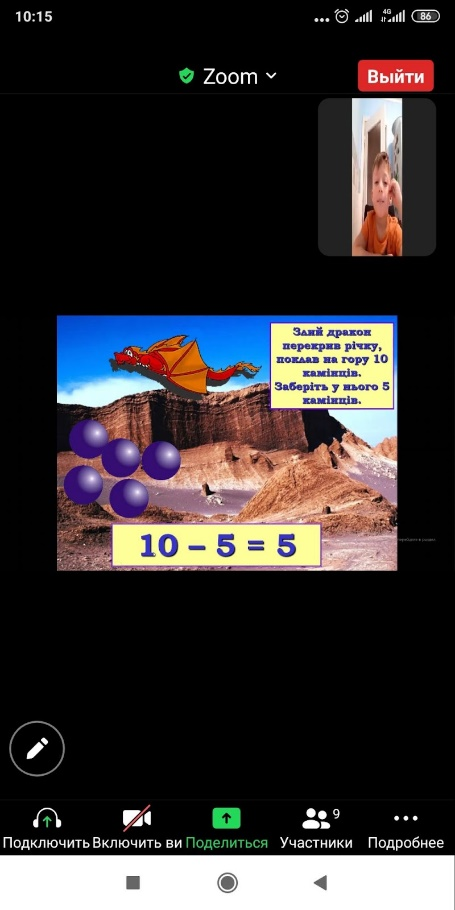 10:15
4G
86
Zoom
Выйти
Злий дракон
перекрив річку,
поклав на гору 10
камінців.
Заберіть у нього 5
камінців.
10 – 5 = 5
9
Подключить
Включить ви
Поделиться
Участники
Подробнее